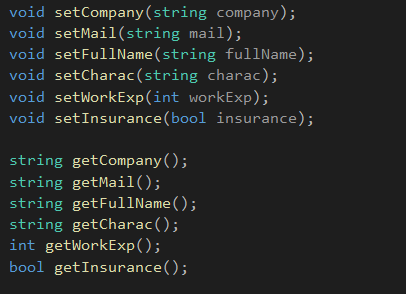 void setCompany(string company);
void setMail(string mail);
void setFullName(string fullName);
void setCharac(string charac);
void setWorkExp(int workExp);
void setInsurance(bool insurance);
string getCompany();
string getMail();
string getFullName();
string getCharac();
int getWorkExp();
bool getInsurance();